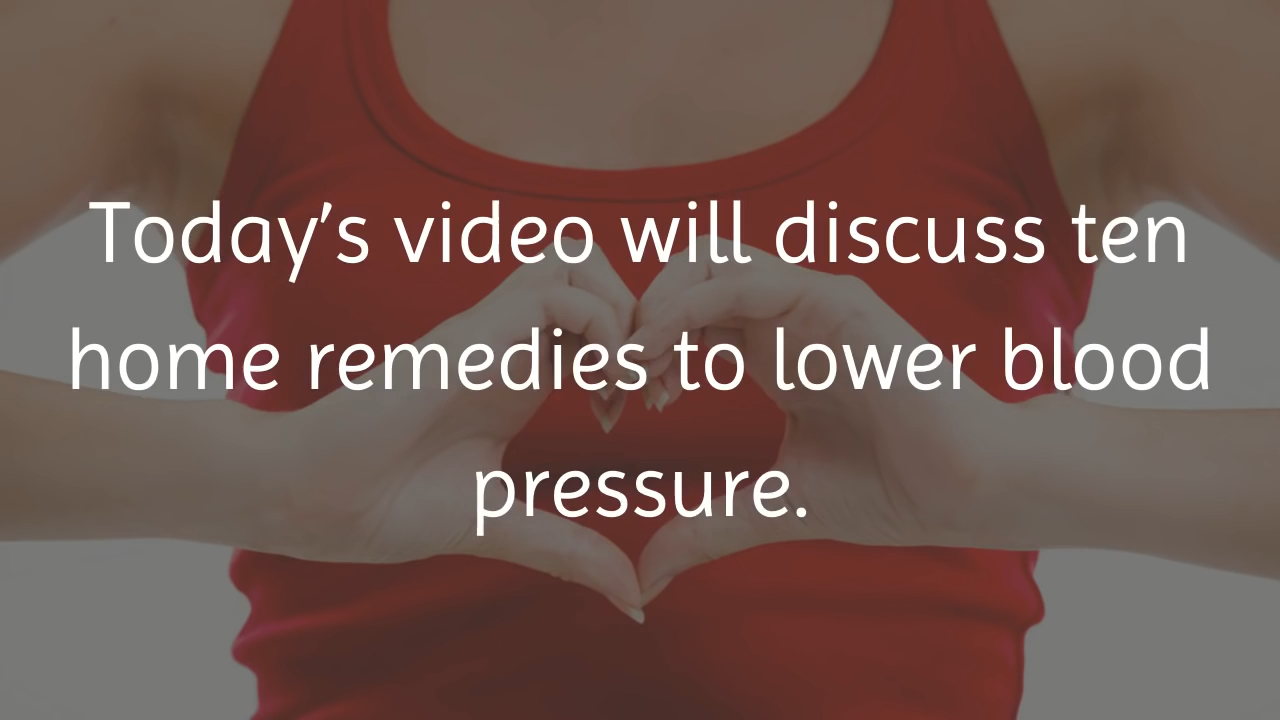 Today’s video will discuss ten
home remedies to lower blood
pressure.